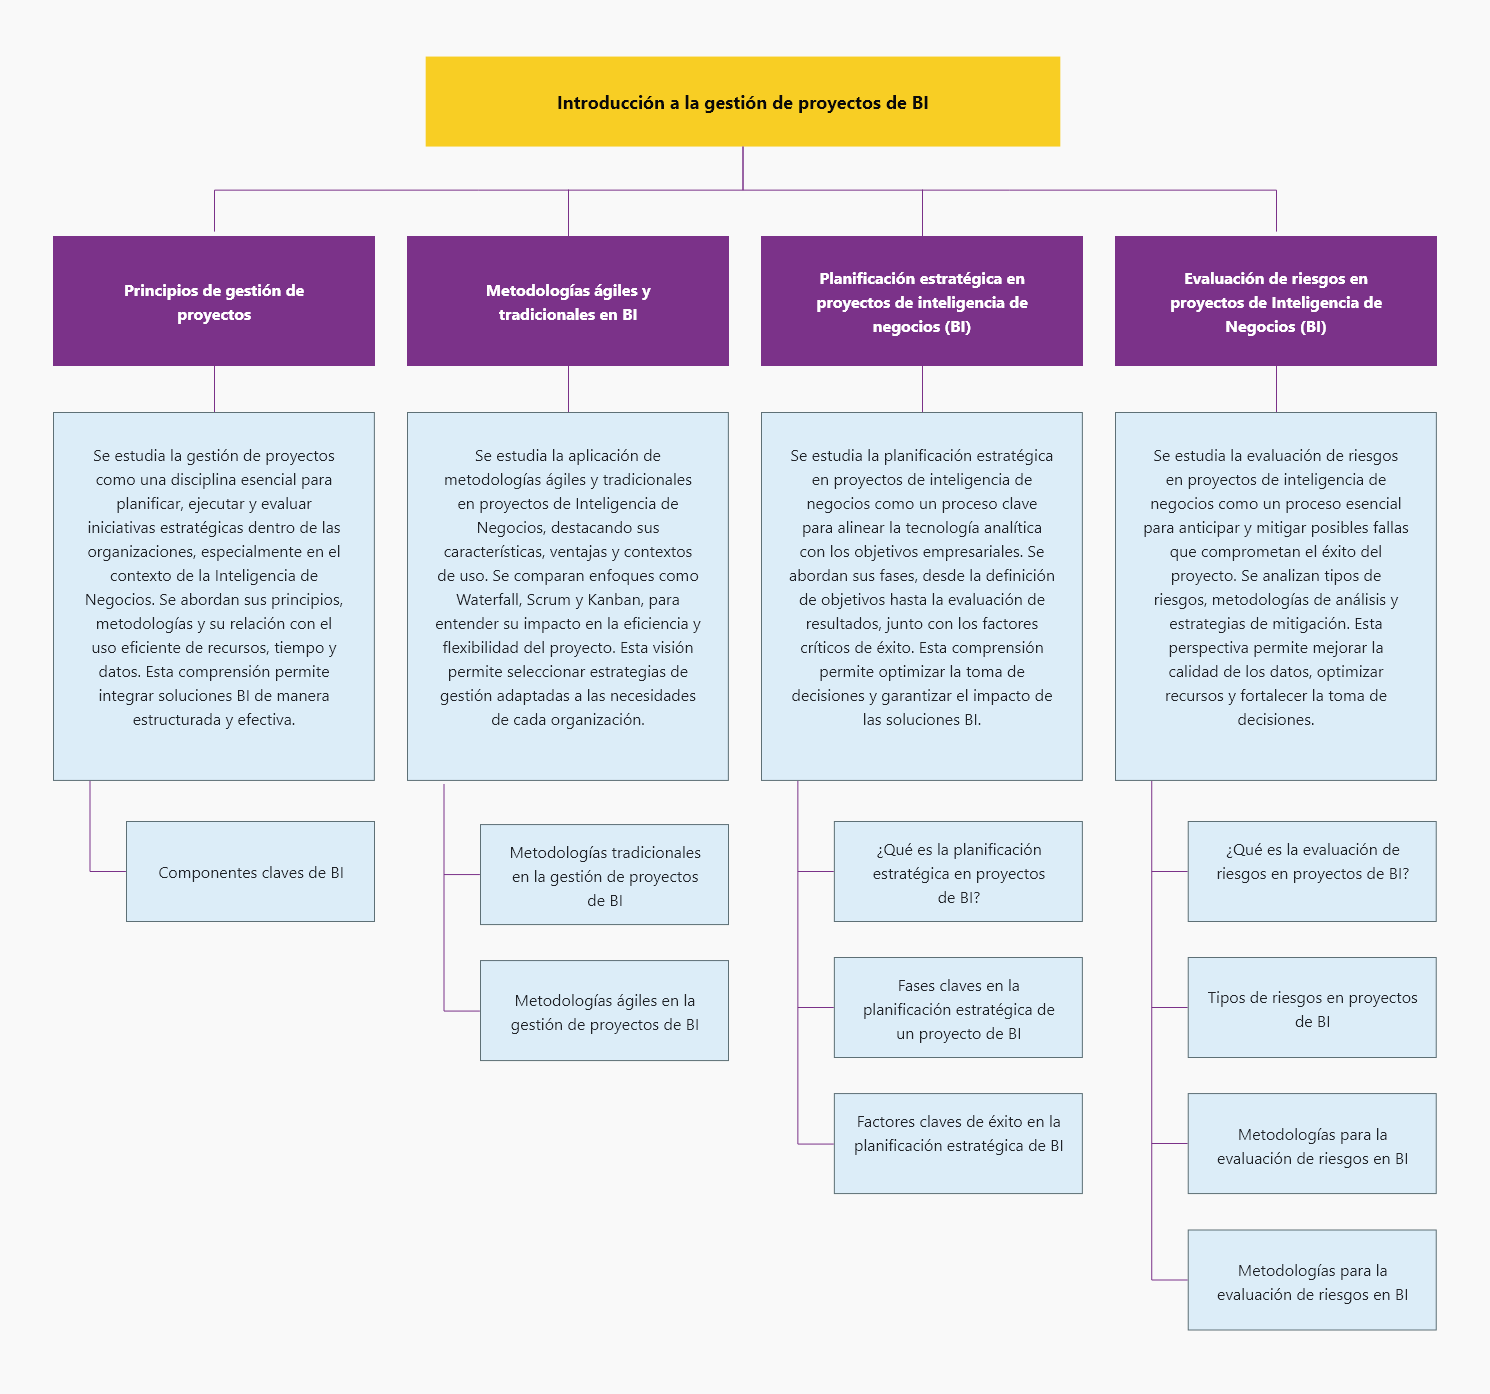 Introducción a la gestión de proyectos de BI
Principios de gestión de
proyectos
Metodologías ágiles y
tradicionales en BI
Planificación estratégica en
proyectos de inteligencia de
negocios (BI)
Evaluación de riesgos en
proyectos de Inteligencia de
Negocios (BI)
Se estudia la gestión de proyectos
como una disciplina esencial para
planificar, ejecutar y evaluar
iniciativas estratégicas dentro de las
organizaciones, especialmente en el
contexto de la Inteligencia de
Negocios. Se abordan sus principios,
metodologías y su relación con el
uso eficiente de recursos, tiempo y
datos. Esta comprensión permite
integrar soluciones BI de manera
estructurada y efectiva.
Se estudia la aplicación de
metodologías ágiles y tradicionales
en proyectos de Inteligencia de
Negocios, destacando sus
características, ventajas y contextos
de uso. Se comparan enfoques como
Waterfall, Scrum y Kanban, para
entender su impacto en la eficiencia y
flexibilidad del proyecto. Esta visión
permite seleccionar estrategias de
gestión adaptadas a las necesidades
de cada organización.
Se estudia la planificación estratégica
en proyectos de inteligencia de
negocios como un proceso clave
para alinear la tecnología analítica
con los objetivos empresariales. Se
abordan sus fases, desde la definición
de objetivos hasta la evaluación de
resultados, junto con los factores
críticos de éxito. Esta comprensión
permite optimizar la toma de
decisiones y garantizar el impacto de
las soluciones BI.
Se estudia la evaluación de riesgos
en proyectos de inteligencia de
negocios como un proceso esencial
para anticipar y mitigar posibles fallas
que comprometan el éxito del
proyecto. Se analizan tipos de
riesgos, metodologías de análisis y
estrategias de mitigación. Esta
perspectiva permite mejorar la
calidad de los datos, optimizar
recursos y fortalecer la toma de
decisiones.
Componentes claves de BI
Metodologías tradicionales
en la gestión de proyectos
de BI
Metodologías ágiles en la
gestión de proyectos de BI
¿Qué es la planificación
estratégica en proyectos
de BI?
Fases claves en la
planificación estratégica de
un proyecto de BI
Factores claves de éxito en la
planificación estratégica de BI
¿Qué es la evaluación de
riesgos en proyectos de BI?
Tipos de riesgos en proyectos
de BI
Metodologías para la
evaluación de riesgos en BI
Metodologías para la
evaluación de riesgos en BI